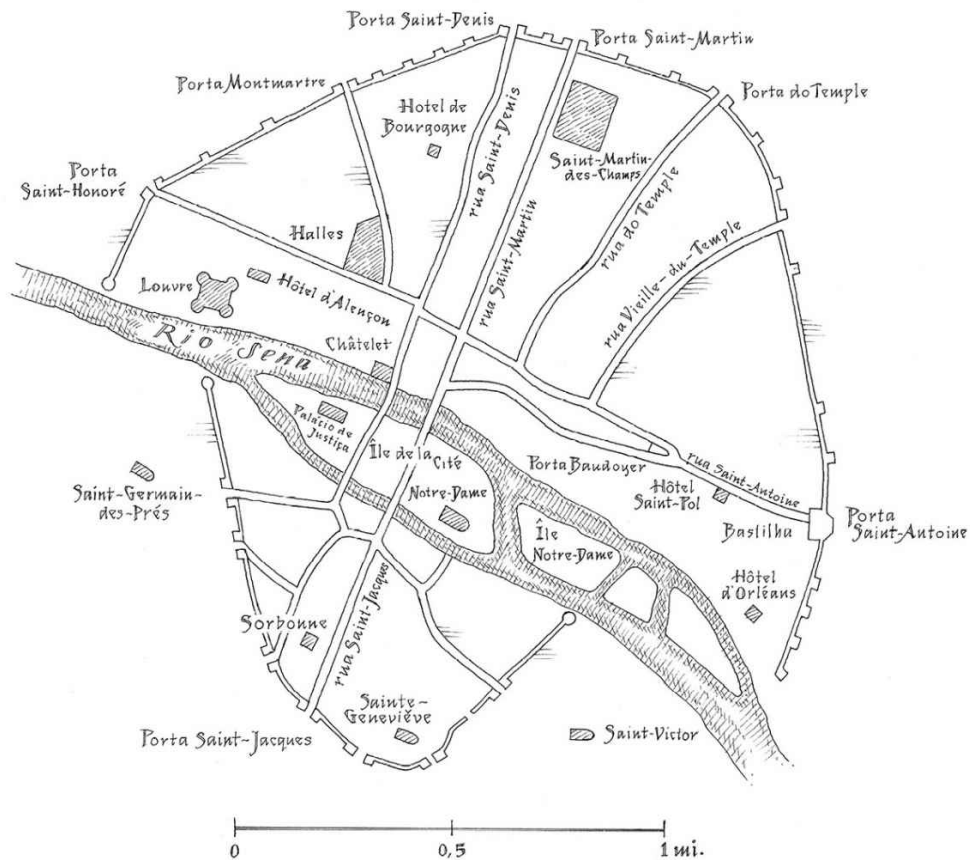 Porta Saint-Denis
Porta Saint-Martin
Porta Montmartre
Porta do Temple
Hotel de
Bourgogne
rua Saint-Denis
Saint-Martin-
des-Champs
Porta
Saint-Honoré
rua Saint-Martin
rua do Temple
rua Vieille-du-Temple
Halles
Louvre
Hôtel d'Alençon
Rio Sena
Châtelet
Palácio de
Justiça
Île de la
Cité
Porta Baudoyer
rua Saint-Antoine
Saint-Germain-
des-Prés
Notre-Dame
Hôtel
Saint-Pol
Île
Notre-Dame
Bastilha
Porta
Saint-Antoine
Hôtel
d'Orléans
Sorbonne
rua Saint-Jacques
Sainte-
Geneviève
Porta Saint-Jacques
Saint-Victor
0
0,5
1 mi.